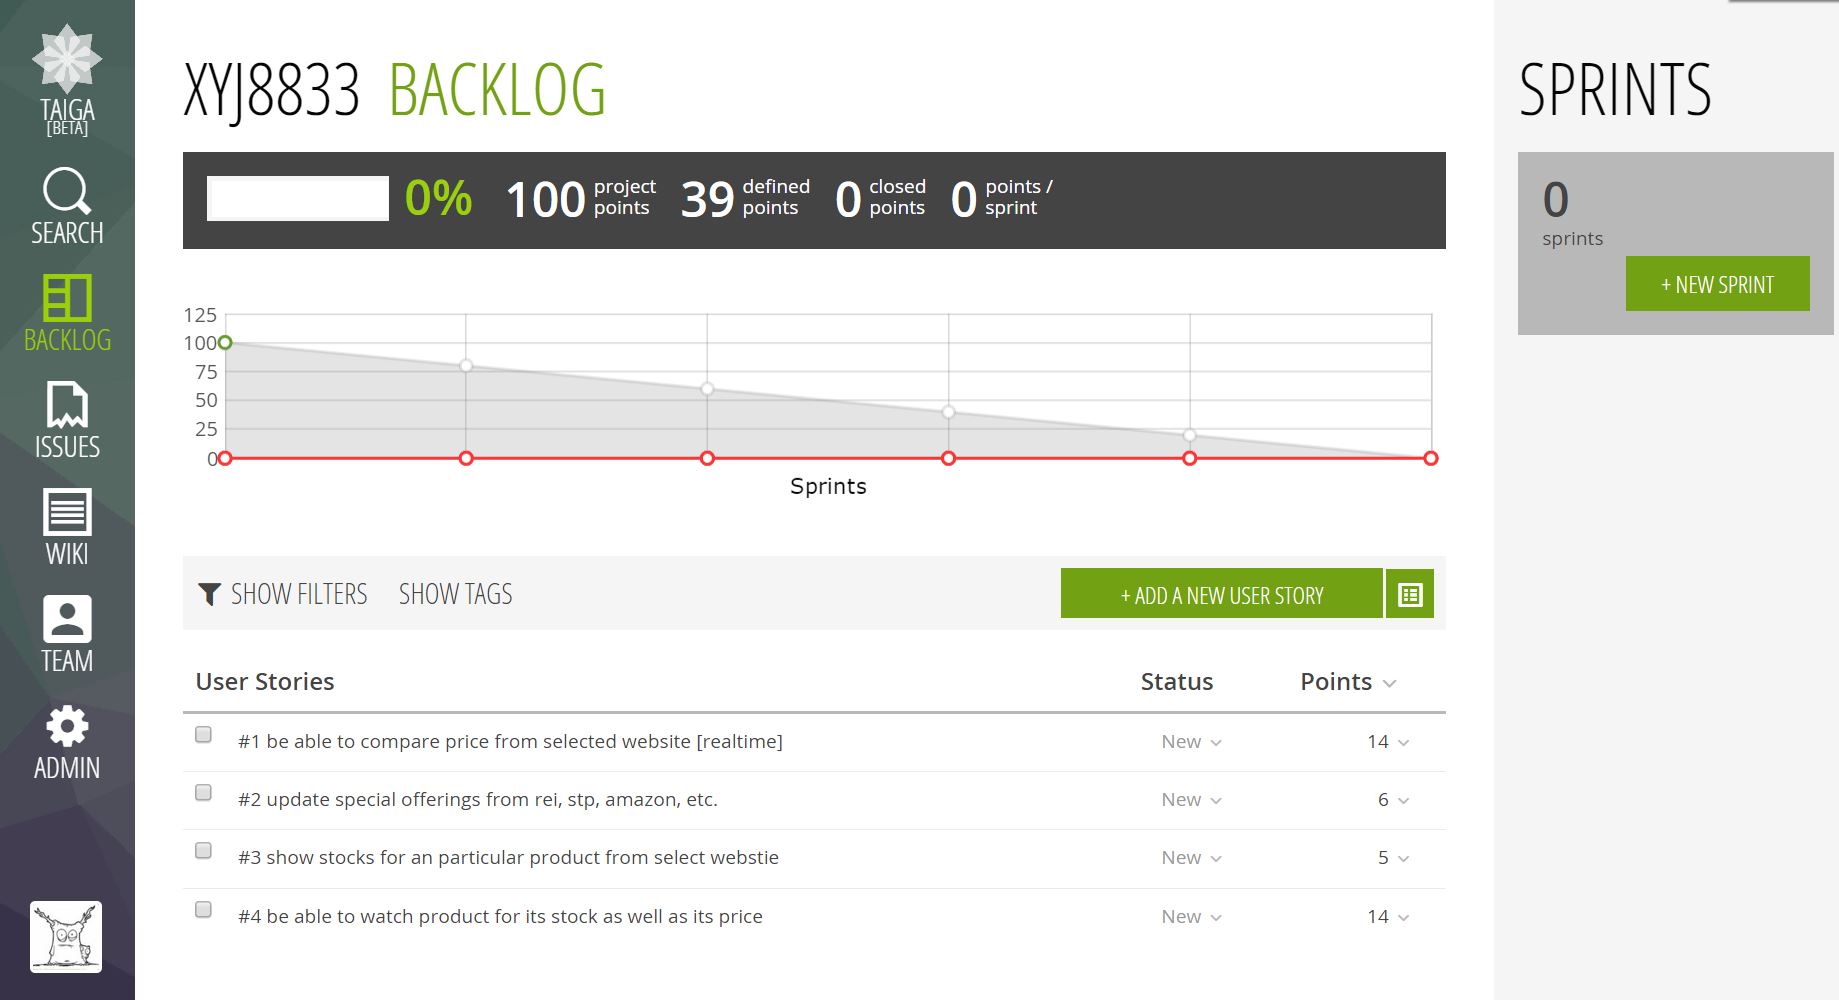 TAIGA
[BETA]
SEARCH
BACKLOG
ISSUES
WIKI
TEAM
ADMIN
XYJ8833 BACKLOG
0% 100 project points 39 defined points 0 closed points 0 points / sprint
125
100
75
50
25
0
Sprints
SHOW FILTERS SHOW TAGS + ADD A NEW USER STORY
User Stories Status Points
#1 be able to compare price from selected website [realtime] New 14
#2 update special offerings from rei, stp, amazon, etc. New 6
#3 show stocks for an particular product from select webstie New 5
#4 be able to watch product for its stock as well as its price New 14
SPRINTS
0
sprints
+ NEW SPRINT